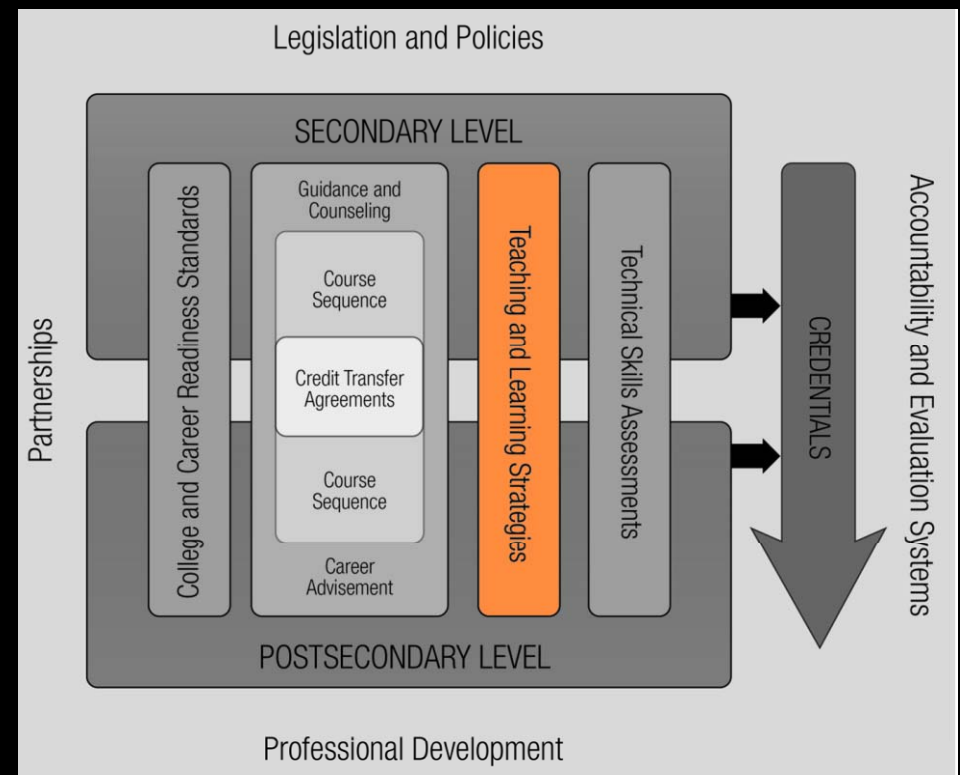 Legislation and Policies
SECONDARY LEVEL
Partnerships
College and Career Readiness Standards
Guidance and
Counseling
Course
Sequence
Credit Transfer
Agreements
Course
Sequence
Career
Advisement
Teaching and Learning Strategies
Technical Skills Assessments
CREDENTIALS
Accountability and Evaluation Systems
POSTSECONDARY LEVEL
Professional Development